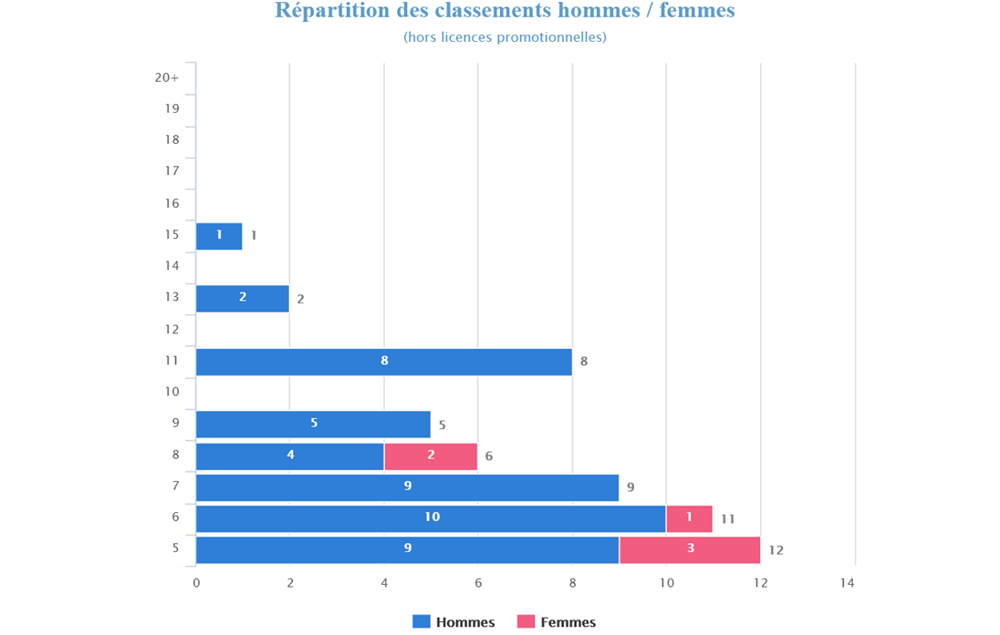 Répartition des classements hommes / femmes
(hors licences promotionnelles)
20+
19
18
17
16
15 1 1
14
13 2 2
12
11 8 8
10
9 5 5
8 4 2 6
7 9 9
6 10 1 11
5 9 3 12
0 2 4 6 8 10 12 14
Hommes Femmes